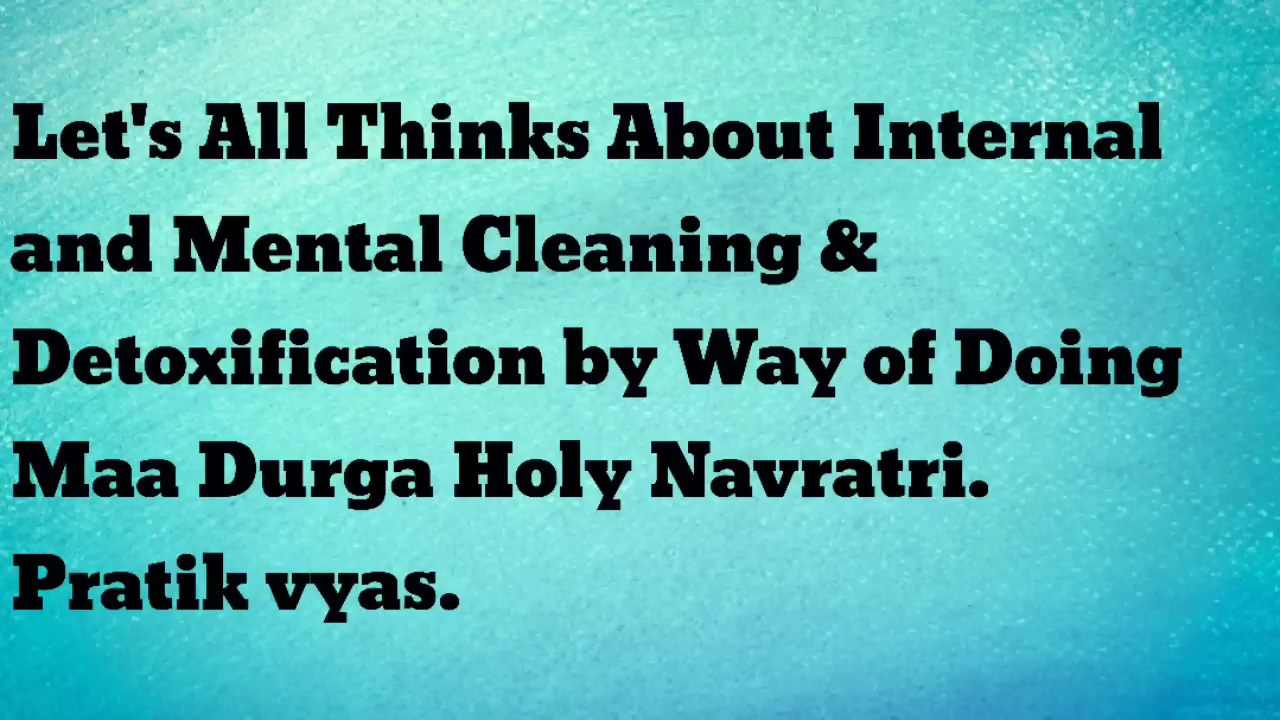 Let's All Thinks About Internal
and Mental Cleaning &
Detoxification by Way of Doing
Maa Durga Holy Navratri.
Pratik vyas.